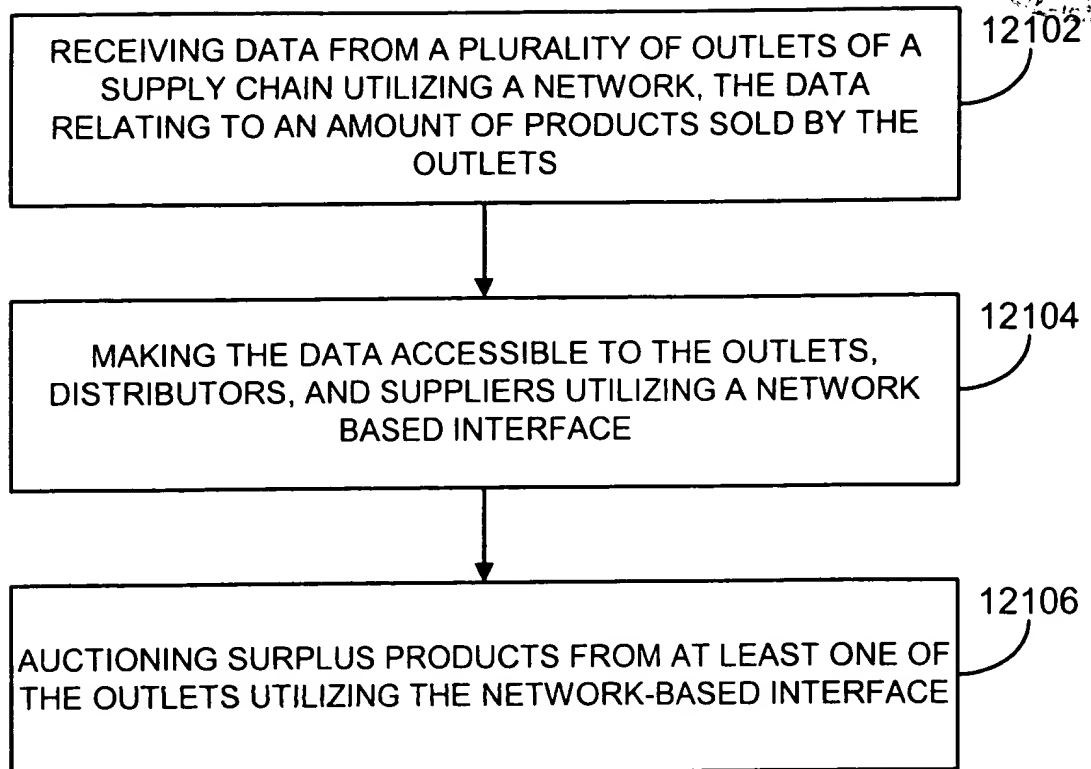 RECEIVING DATA FROM A PLURALITY OF OUTLETS OF A
SUPPLY CHAIN UTILIZING A NETWORK, THE DATA
RELATING TO AN AMOUNT OF PRODUCTS SOLD BY THE
OUTLETS
12102
MAKING THE DATA ACCESSIBLE TO THE OUTLETS,
DISTRIBUTORS, AND SUPPLIERS UTILIZING A NETWORK
BASED INTERFACE
12104
AUCTIONING SURPLUS PRODUCTS FROM AT LEAST ONE OF
THE OUTLETS UTILIZING THE NETWORK-BASED INTERFACE
12106